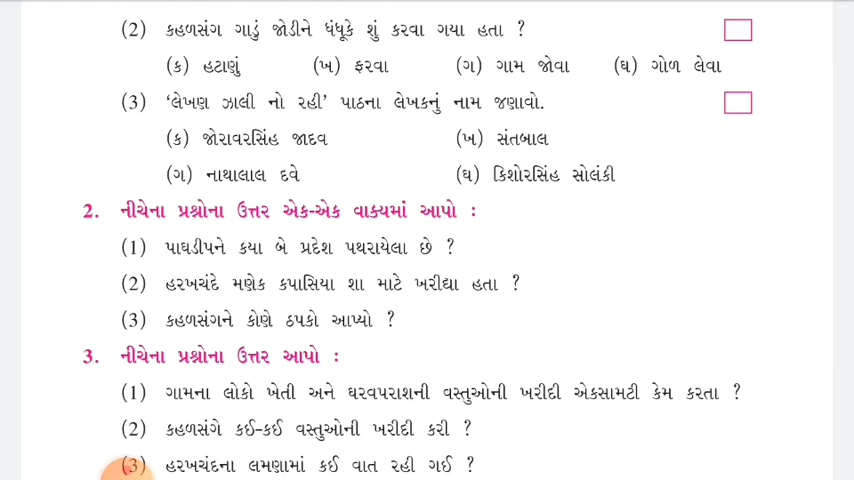 (2) કહળસંગ ગાડું જોડીને ધંધૂકે શું કરવા ગયા હતા ?
(ક) હટાણું (ખ) ફરવા (ગ) ગામ જોવા (ઘ) ગોળ લેવા
(3) ‘લેખણ ઝાલી નો રહી’ પાઠના લેખકનું નામ જણાવો.
(ક) જોરાવરસિંહ જાદવ (ખ) સંતબાલ
(ગ) નાથાલાલ દવે (ઘ) કિશોરસિંહ સોલંકી
2. નીચેના પ્રશ્નોના ઉત્તર એક-એક વાક્યમાં આપો :
(1) પાઘડીપને કયા બે પ્રદેશ પથરાયેલા છે ?
(2) હરખચંદે મણેક કપાસિયા શા માટે ખરીદ્યા હતા ?
(3) કહળસંગને કોણે ઠપકો આપ્યો ?
3. નીચેના પ્રશ્નોના ઉત્તર આપો :
(1) ગામના લોકો ખેતી અને ઘરવપરાશની વસ્તુઓની ખરીદી એકસામટી કેમ કરતા ?
(2) કહળસંગે કઈ-કઈ વસ્તુઓની ખરીદી કરી ?
(3) હરખચંદના લમણામાં કઈ વાત રહી ગઈ ?